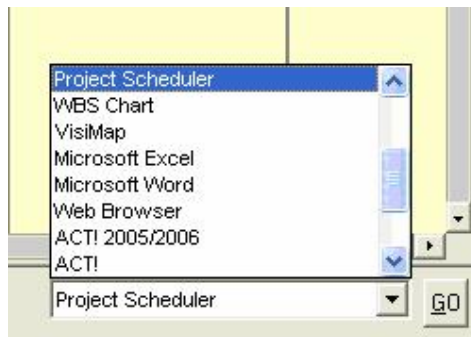 Project Scheduler
WBS Chart
VisiMap
Microsoft Excel
Microsoft Word
Web Browser
ACT! 2005/2006
ACT!
Project Scheduler
GO